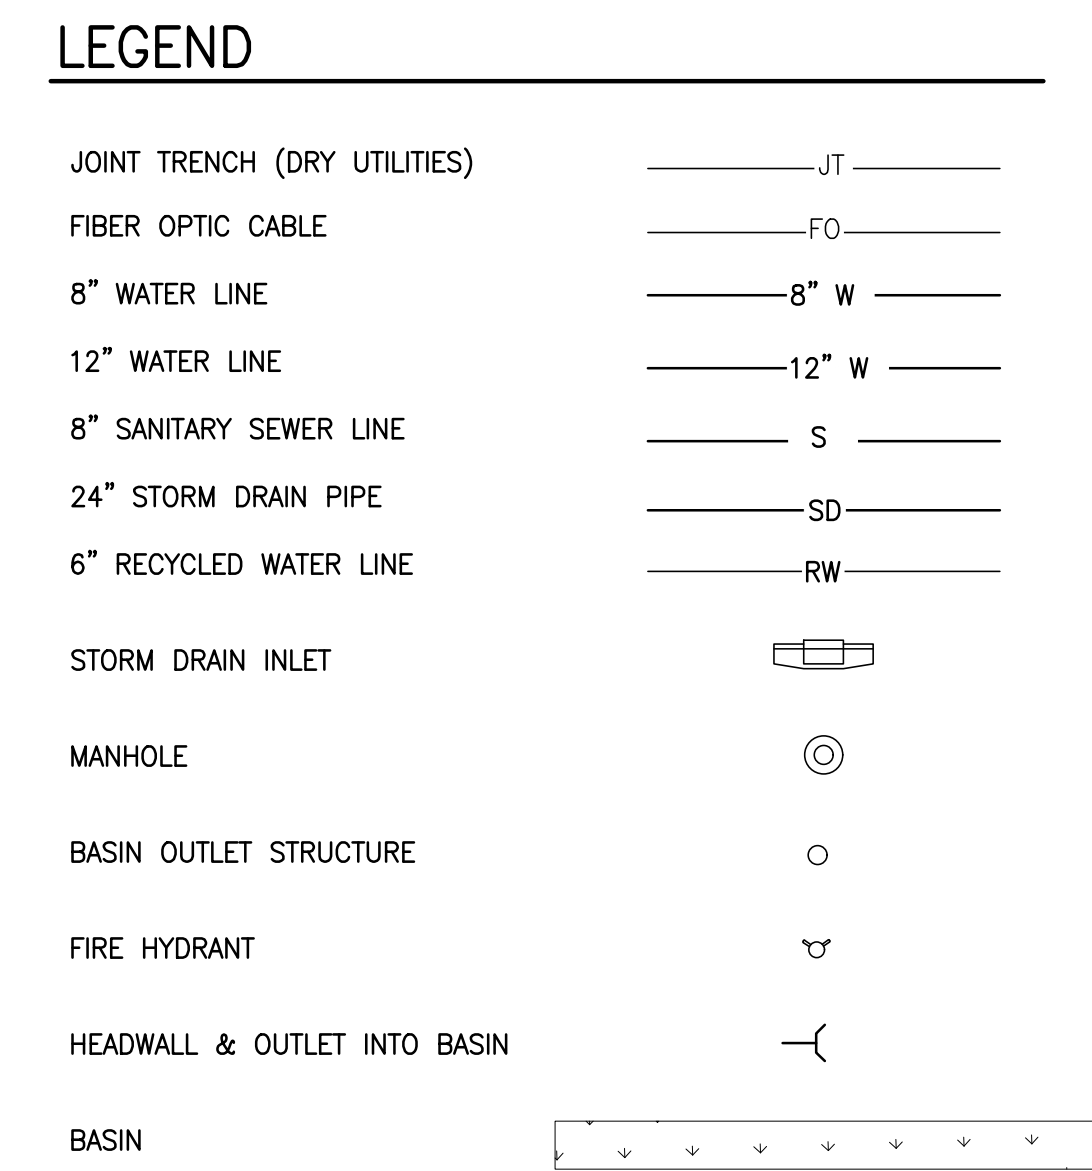 LEGEND
JOINT TRENCH (DRY UTILITIES) JT
FIBER OPTIC CABLE FO
8" WATER LINE 8" W
12" WATER LINE 12" W
8" SANITARY SEWER LINE S
24" STORM DRAIN PIPE SD
6" RECYCLED WATER LINE RW
STORM DRAIN INLET
MANHOLE
BASIN OUTLET STRUCTURE
FIRE HYDRANT
HEADWALL & OUTLET INTO BASIN
BASIN